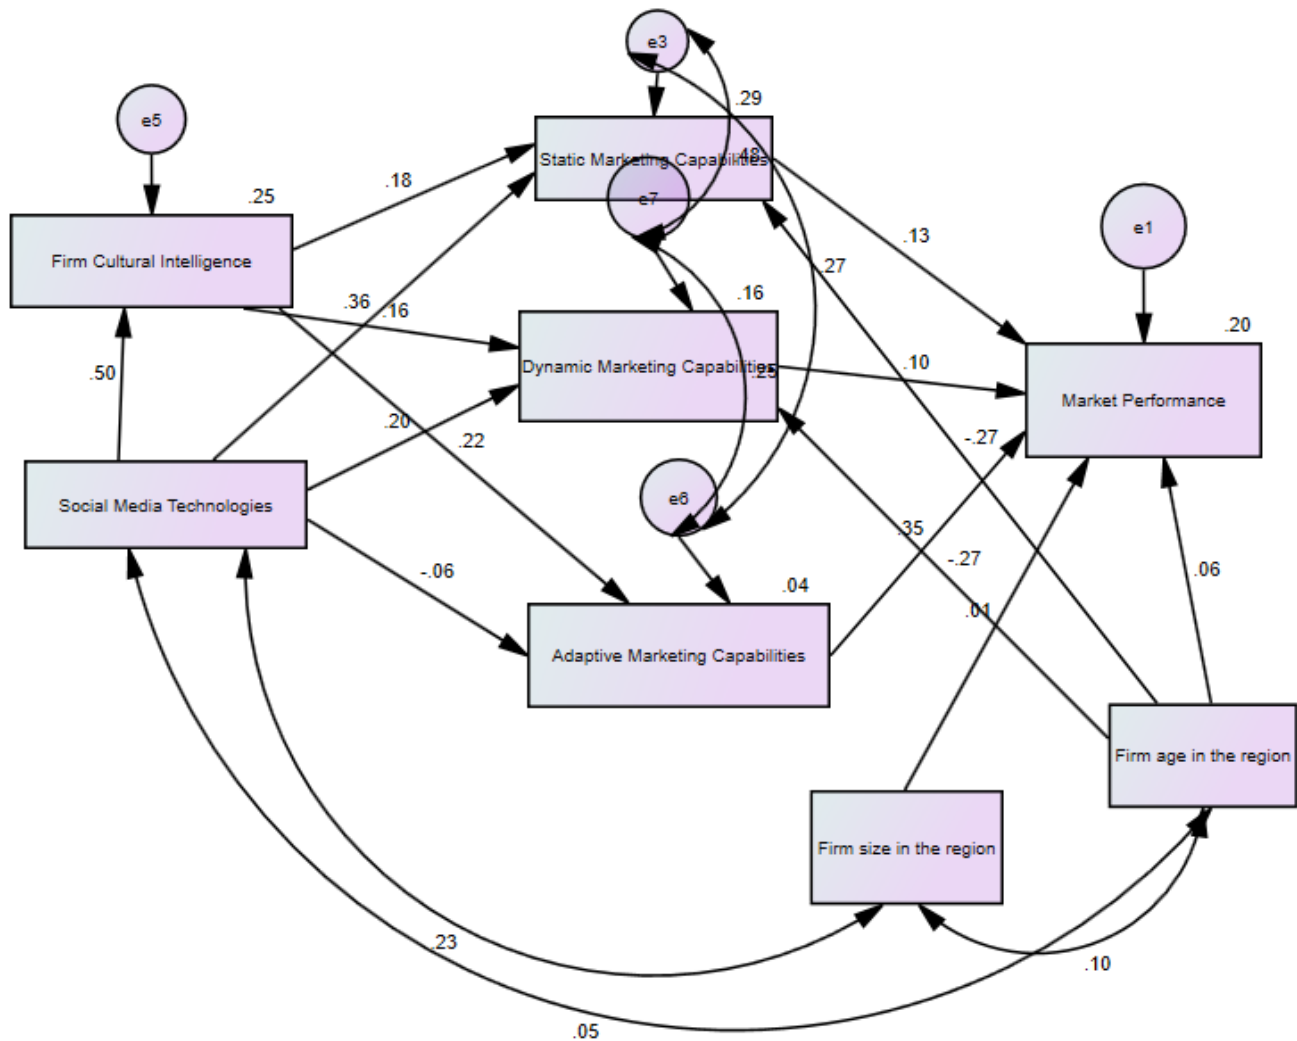 e3
e5
.29
Static Marketing Capabilities
.48
.18
.25
e7
e1
.13
Firm Cultural Intelligence
.27
.16
.36
.16
.20
.50
Dynamic Marketing Capabilities
.25
.10
Market Performance
.20
.22
-.27
e6
Social Media Technologies
.35
-.27
-.06
.06
.04
.01
Adaptive Marketing Capabilities
Firm age in the region
Firm size in the region
.23
.10
.05